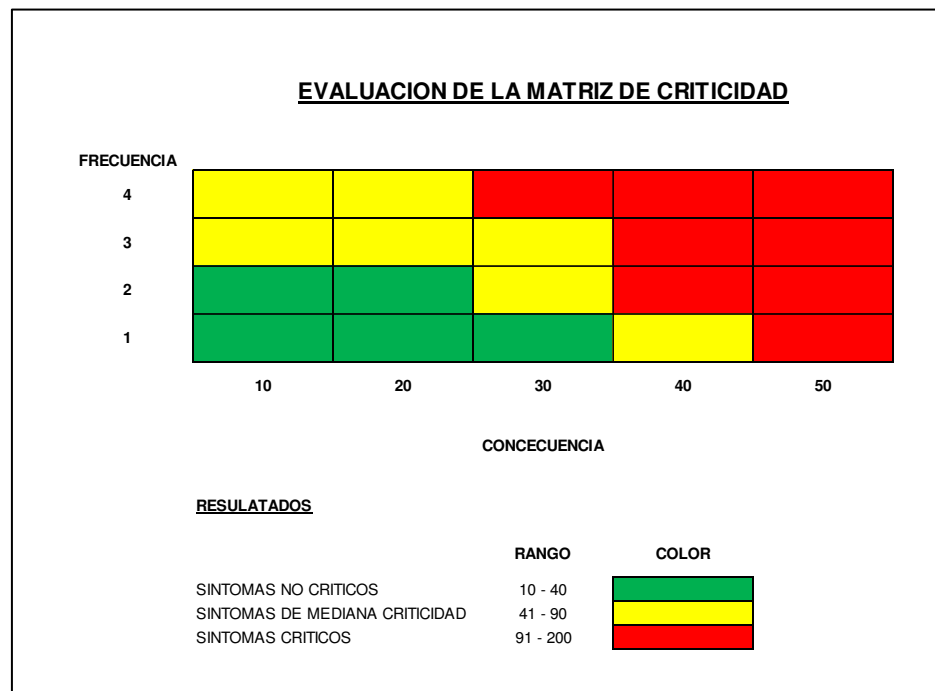 EVALUACION DE LA MATRIZ DE CRITICIDAD
FRECUENCIA
4
3
2
1
10 20 30 40 50
CONCECUENCIA
RESULATADOS
RANGO COLOR
SINTOMAS NO CRITICOS 10 - 40
SINTOMAS DE MEDIANA CRITICIDAD 41 - 90
SINTOMAS CRITICOS 91 - 200